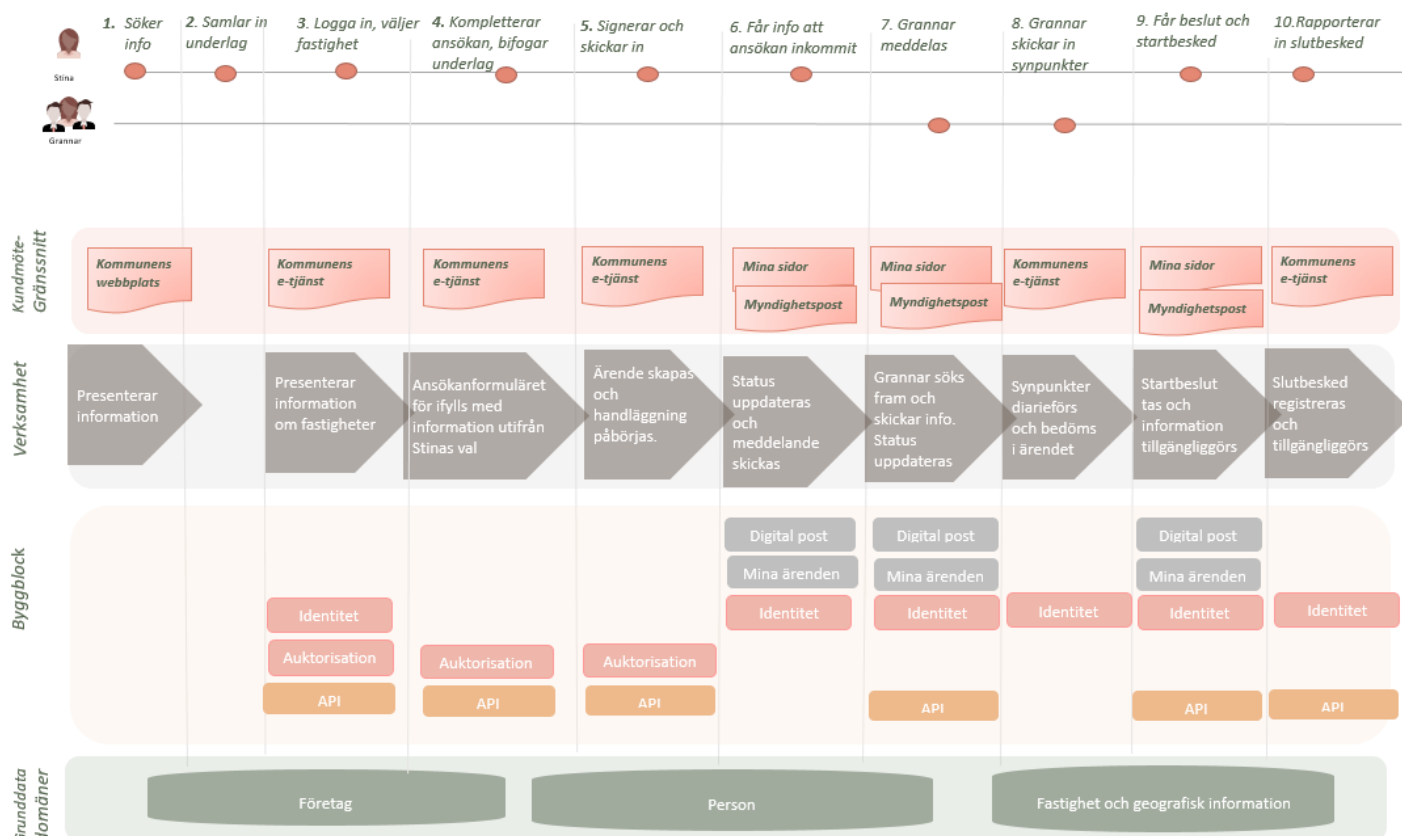 1. Söker
info
2. Samlar in
underlag
3. Logga in, väljer
fastighet
4. Kompletterar
ansökan, bifogar
underlag
5. Signerar och
skickar in
6. Får info att
ansökan inkommit
7. Grannar
meddelas
8. Grannar
skickar in
synpunkter
9. Får beslut och
startbesked
10.Rapporterar
in slutbesked
Stina
Grannar
Kundmöte-
Gränssnitt
Kommunens
webbplats
Kommunens
e-tjänst
Kommunens
e-tjänst
Kommunens
e-tjänst
Mina sidor
Myndighetspost
Mina sidor
Myndighetspost
Kommunens
e-tjänst
Mina sidor
Myndighetspost
Kommunens
e-tjänst
Verksamhet
Presenterar
information
Presenterar
information
om fastigheter
Ansökanformuläret
för ifylls med
information utifrån
Stinas val
Ärende skapas
och
handläggning
påbörjas.
Status
uppdateras
och
meddelande
skickas
Grannar söks
fram och
skickar info.
Status
uppdateras
Synpunkter
diarieförs
och bedöms
i ärendet
Startbeslut
tas och
information
tillgängliggörs
Slutbesked
registreras
och
tillgängliggörs
Byggblock
Identitet
Auktorisation
API
Auktorisation
API
Auktorisation
API
Digital post
Mina ärenden
Identitet
Digital post
Mina ärenden
Identitet
API
Identitet
Digital post
Mina ärenden
Identitet
API
Identitet
API
Grunddata
domäner
Företag
Person
Fastighet och geografisk information